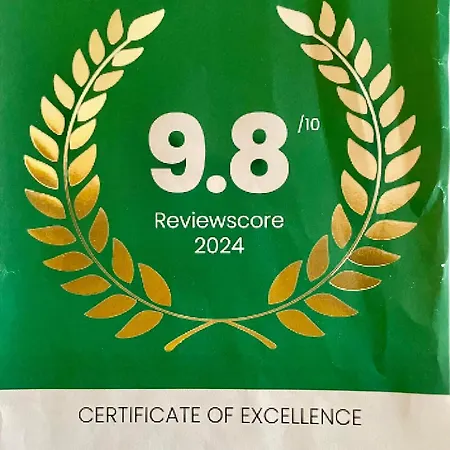 9.8 /10
Reviewscore
2024
CERTIFICATE OF EXCELLENCE